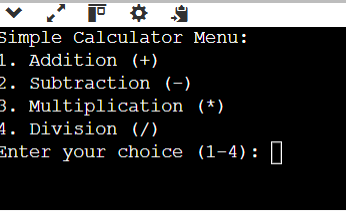 Simple Calculator Menu:
1. Addition (+)
2. Subtraction (-)
3. Multiplication (*)
4. Division (/)
Enter your choice (1-4):